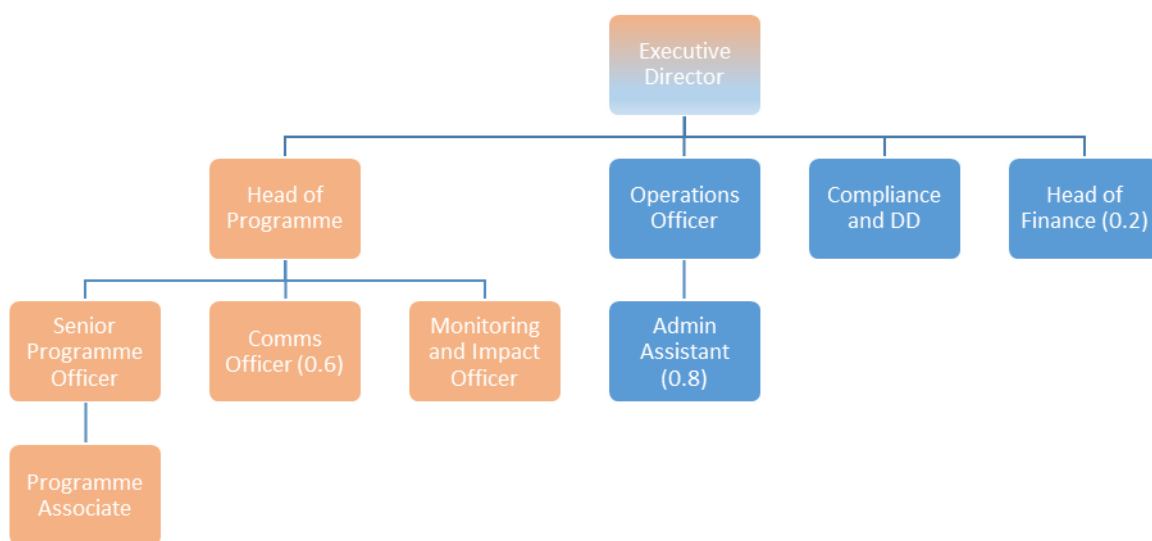 Executive
Director
Head of
Programme
Operations
Officer
Compliance
and DD
Head of
Finance (0.2)
Senior
Programme
Officer
Comms
Officer (0.6)
Monitoring
and Impact
Officer
Admin
Assistant
(0.8)
Programme
Associate